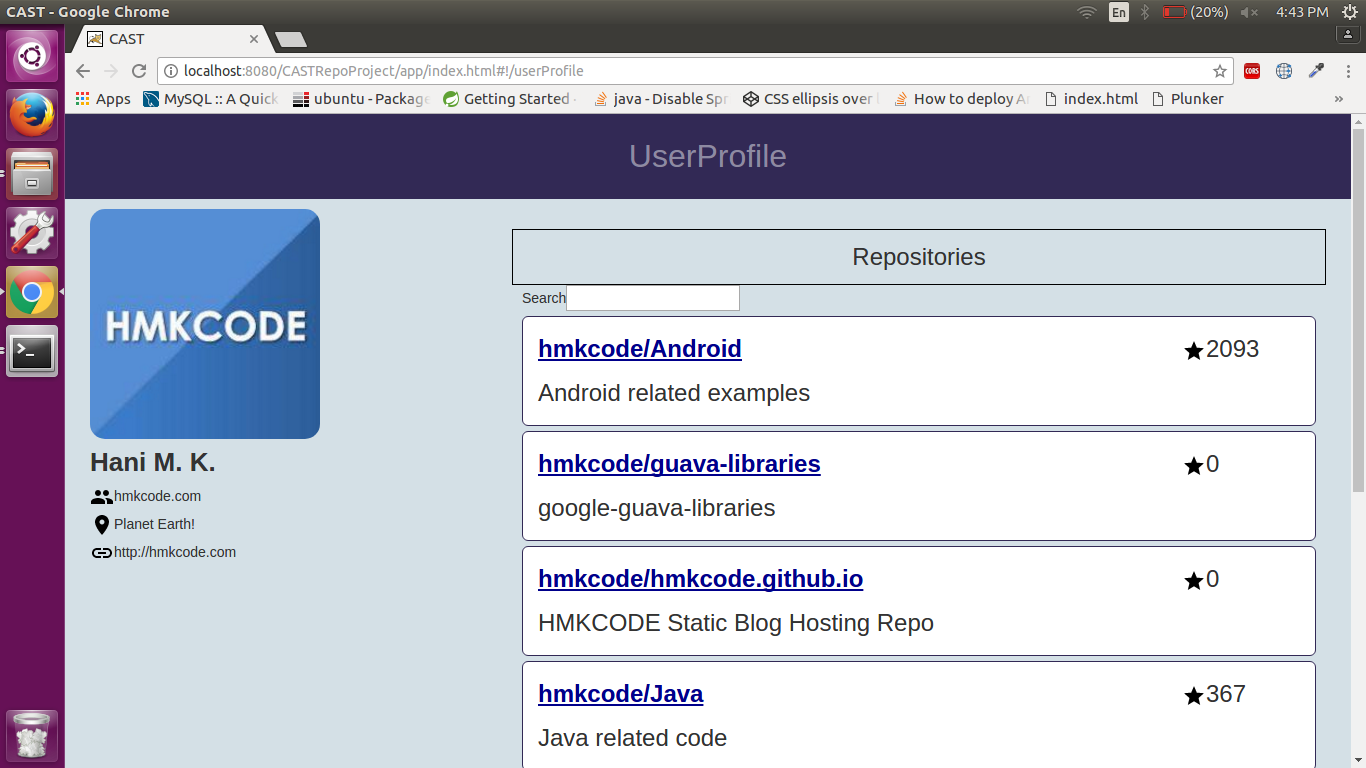 CAST - Google Chrome
En (20%) 4:43 PM
CAST
localhost:8080/CASTRepoProject/app/index.html#!/userProfile
CORS
Apps MySQL :: A Quick ubuntu - Package Getting Started - java - Disable Spr CSS ellipsis over How to deploy index.html Plunker »
UserProfile
HMKCODE
Hani M. K.
hmkcode.com
Planet Earth!
http://hmkcode.com
Repositories
Search
hmkcode/Android 2093
Android related examples
hmkcode/guava-libraries 0
google-guava-libraries
hmkcode/hmkcode.github.io 0
HMKCODE Static Blog Hosting Repo
hmkcode/Java 367
Java related code